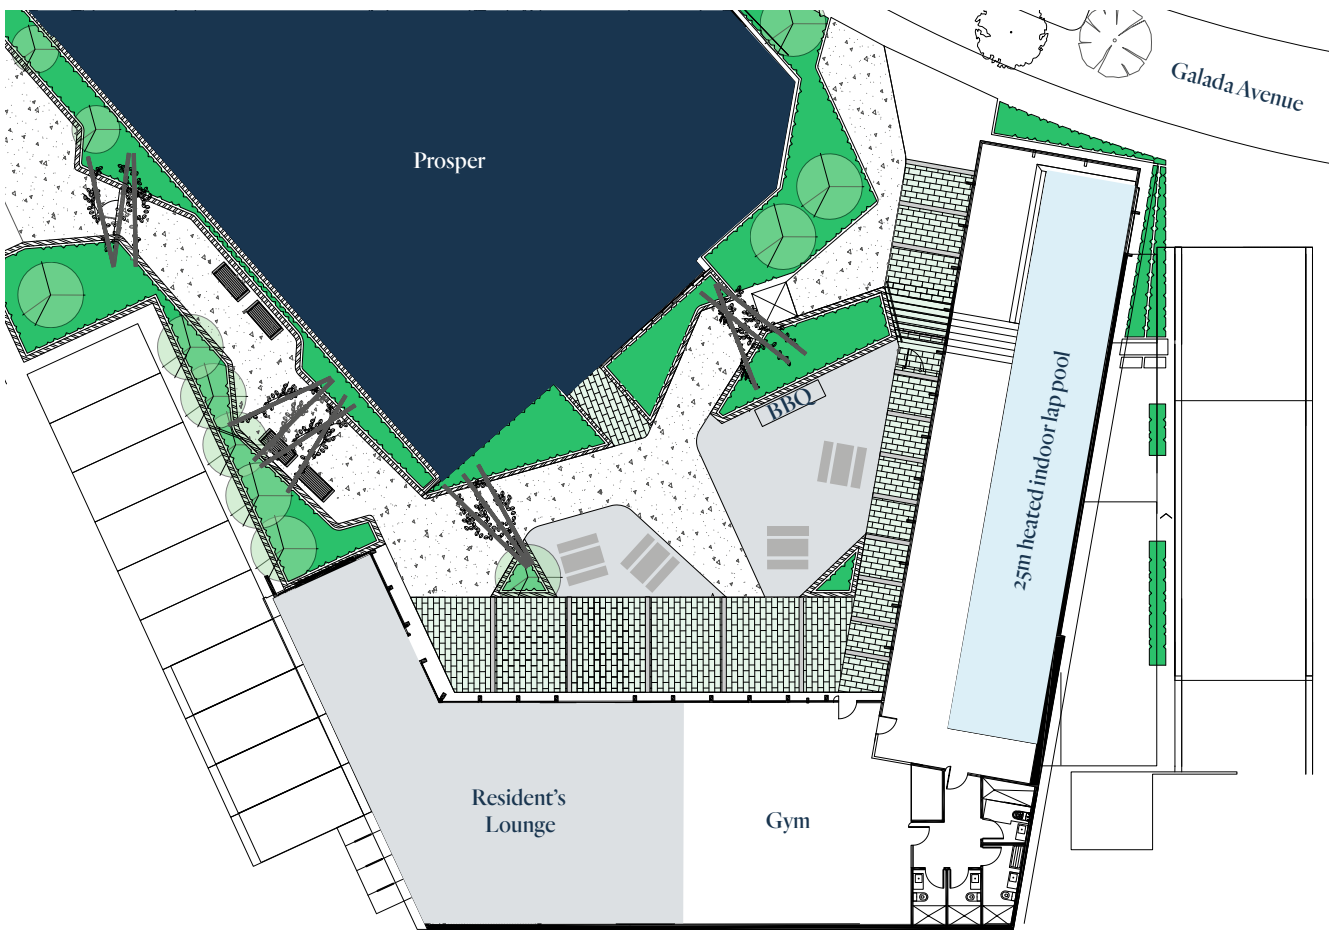 Galada Avenue
Prosper
BBQ
25m heated indoor lap pool
Resident's
Lounge
Gym